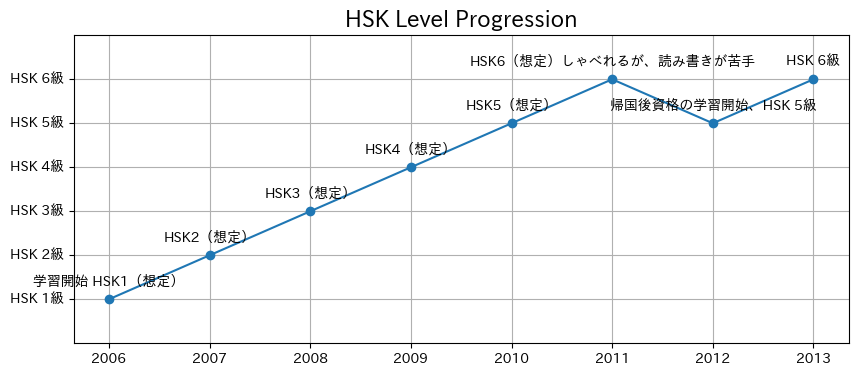 HSK Level Progression
HSK6（想定）しゃべれるが、読み書きが苦手
HSK 6級
HSK 6級
HSK5（想定）
帰国後資格の学習開始、HSK 5級
HSK 5級
HSK4（想定）
HSK 4級
HSK3（想定）
HSK 3級
HSK2（想定）
HSK 2級
学習開始 HSK1（想定）
HSK 1級
2006 2007 2008 2009 2010 2011 2012 2013